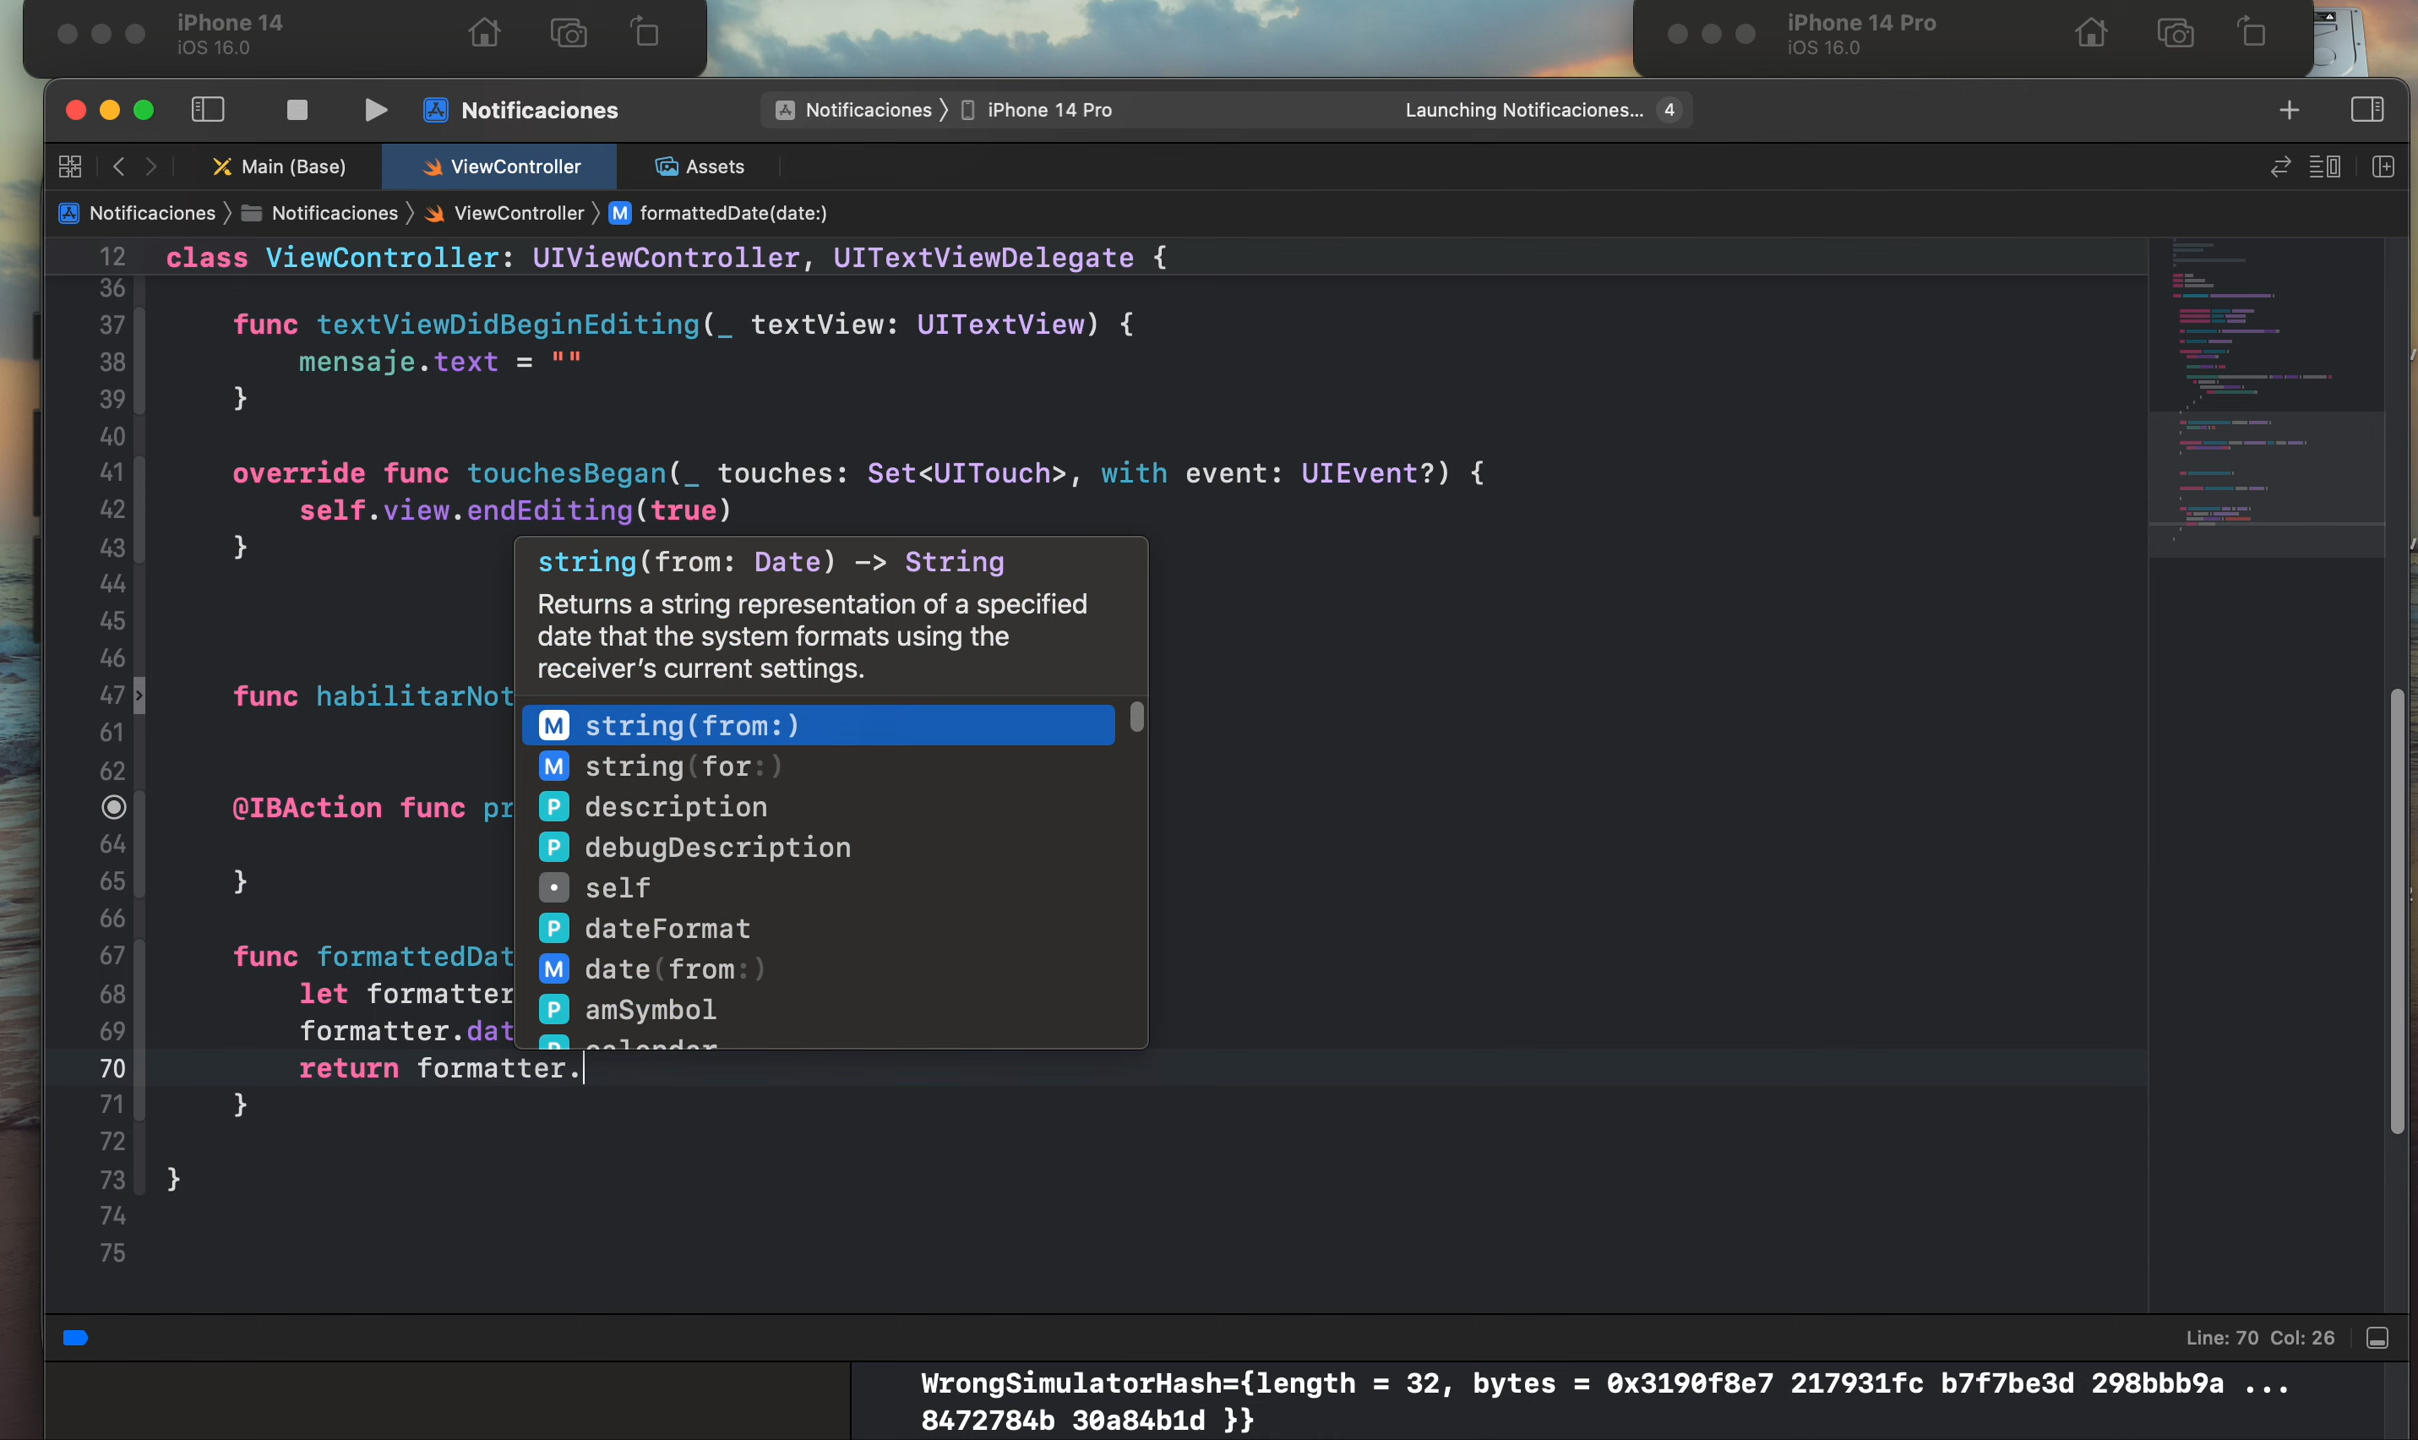 iPhone 14
iOS 16.0
iPhone 14 Pro
iOS 16.0
Notificaciones
Notificaciones 〉 iPhone 14 Pro
Launching Notificaciones... 4
Main (Base)
ViewController
Assets
Notificaciones 〉 Notificaciones 〉 ViewController 〉 M formattedDate(date:)
12 class ViewController: UIViewController, UITextViewDelegate {
36
37 func textViewDidBeginEditing(_ textView: UITextView) {
38 mensaje.text = ""
39 }
40
41 override func touchesBegan(_ touches: Set<UITouch>, with event: UIEvent?) {
42 self.view.endEditing(true)
43 }
44
45
46
47 func habilitarNot
61
62
@IBAction func pr
64
65 }
66
67 func formattedDat
68 let formatter
69 formatter.dat
70 return formatter.
71 }
72
73 }
74
75
string(from: Date) -> String
Returns a string representation of a specified
date that the system formats using the
receiver's current settings.
M string(from:)
M string(for:)
P description
P debugDescription
self
P dateFormat
M date(from:)
P amSymbol
P calendar
Line: 70 Col: 26
WrongSimulatorHash={length = 32, bytes = 0x3190f8e7 217931fc b7f7be3d 298bbb9a ...
8472784b 30a84b1d }}